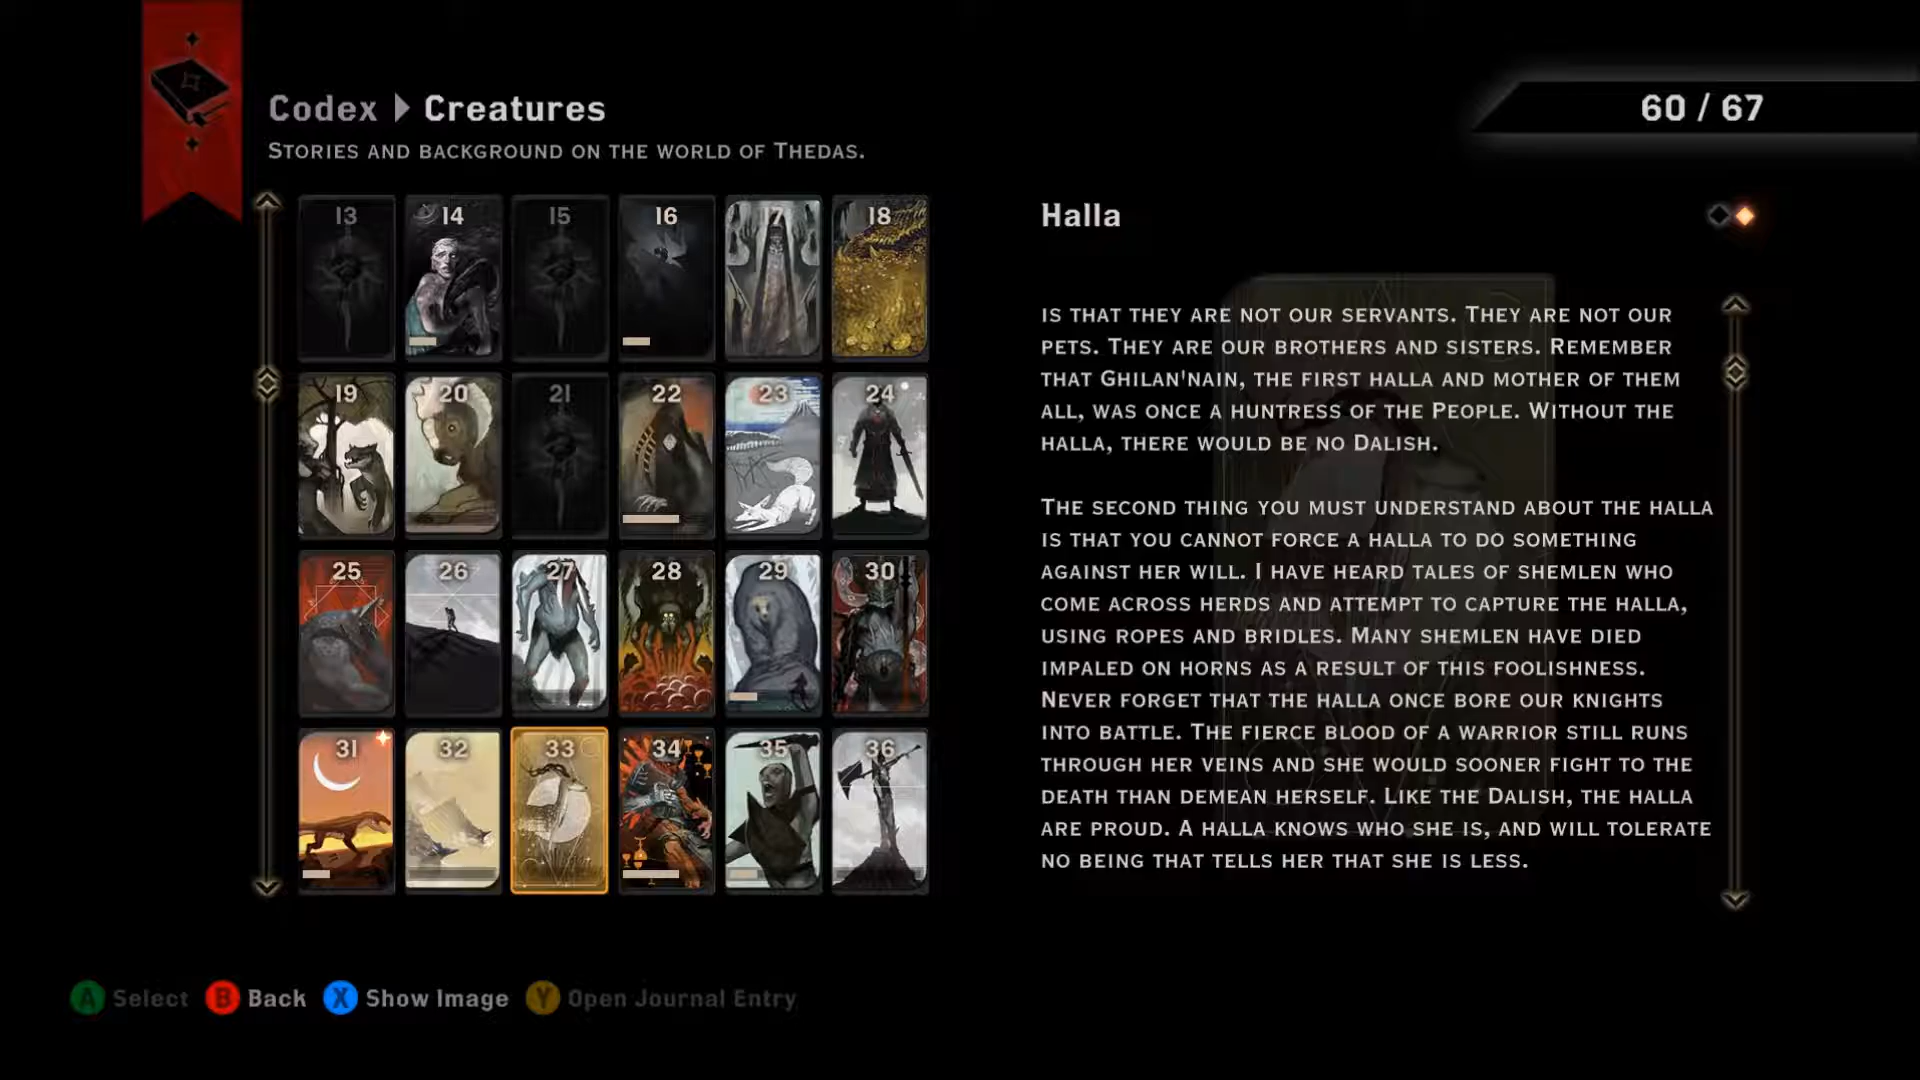 Codex Creatures
60 / 67
Stories and background on the world of Thedas.
13 14 15 16 17 18
19 20 21 22 23 24
25 26 27 28 29 30
31 32 33 34 35 36
Halla
is that they are not our servants. They are not our
pets. They are our brothers and sisters. Remember
that Ghilan'nain, the first halla and mother of them
all, was once a huntress of the People. Without the
halla, there would be no Dalish.
The second thing you must understand about the halla
is that you cannot force a halla to do something
against her will. I have heard tales of shemlen who
come across herds and attempt to capture the halla,
using ropes and bridles. Many shemlen have died
impaled on horns as a result of this foolishness.
Never forget that the halla once bore our knights
into battle. The fierce blood of a warrior still runs
through her veins and she would sooner fight to the
death than demean herself. Like the Dalish, the halla
are proud. A halla knows who she is, and will tolerate
no being that tells her that she is less.
A Select B Back X Show Image Y Open Journal Entry